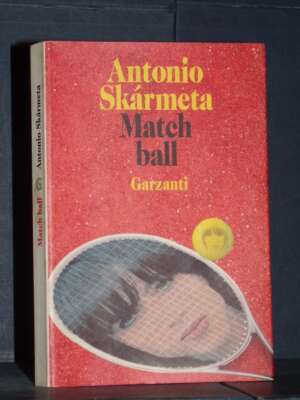 Antonio
Skármeta
Match
ball
Garzanti
Match ball Antonio Skármeta